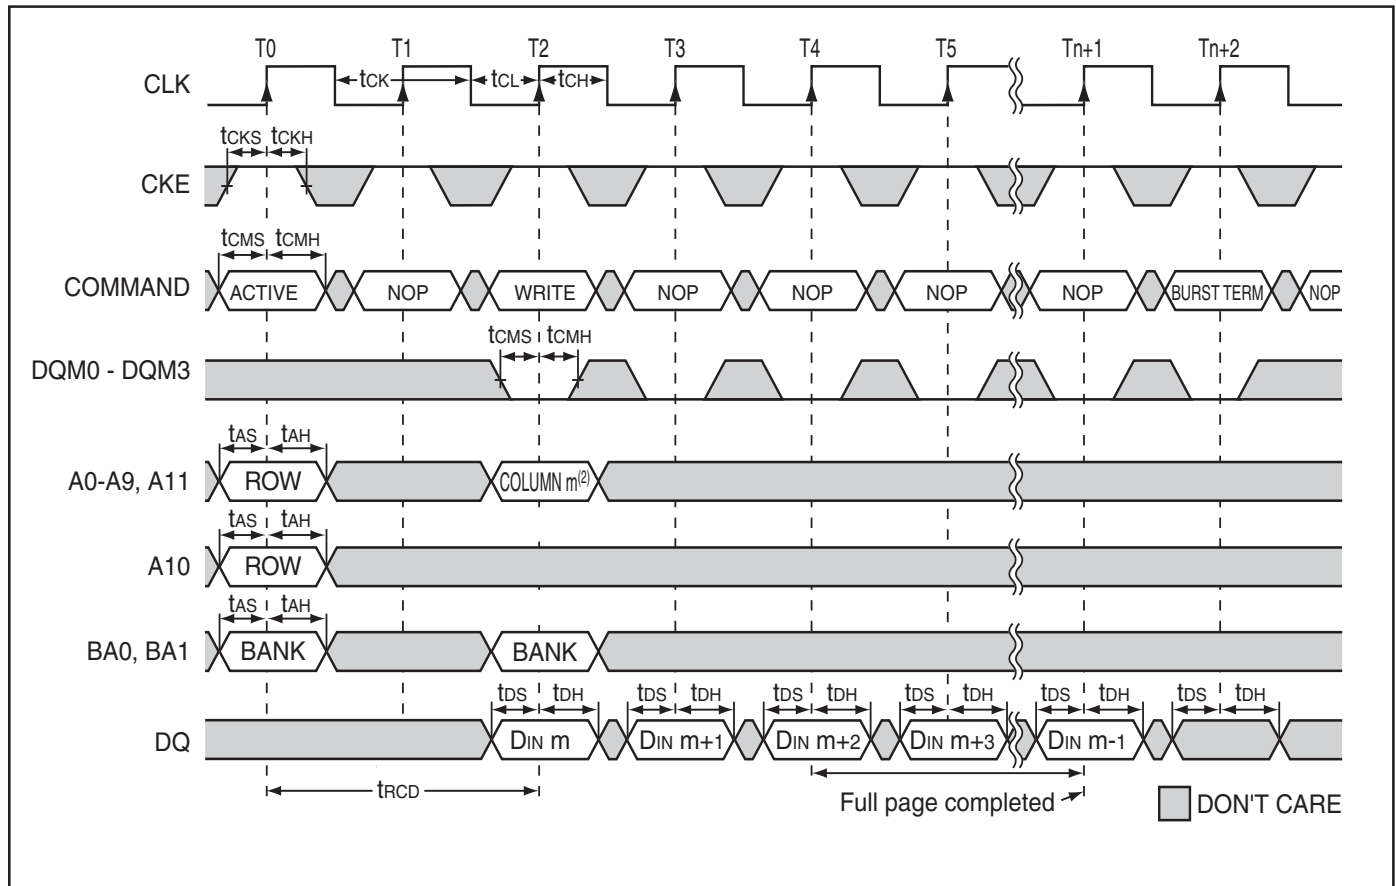 T0 T1 T2 T3 T4 T5 Tn+1 Tn+2
CLK tCK tCL tCH
tCKS tCKH
CKE
tCMS tCMH
COMMAND ACTIVE NOP WRITE NOP NOP NOP NOP BURST TERM NOP
tCMS tCMH
DQM0 - DQM3
tAS tAH
A0-A9, A11 ROW COLUMN m(2)
tAS tAH
A10 ROW
tAS tAH
BA0, BA1 BANK BANK
tDS tDH tDS tDH tDS tDH tDS tDH tDS tDH tDS tDH
DQ DIN m DIN m+1 DIN m+2 DIN m+3 DIN m-1
tRCD
Full page completed
DON'T CARE